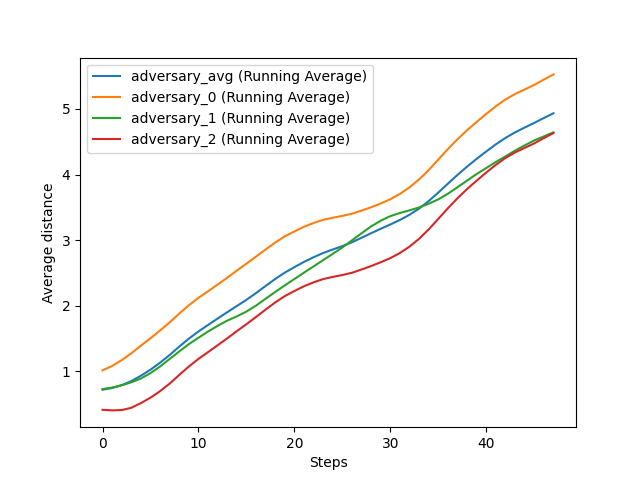 adversary_avg (Running Average)
adversary_0 (Running Average)
adversary_1 (Running Average)
adversary_2 (Running Average)
5
4
3
2
1
Average distance
0 10 20 30 40
Steps